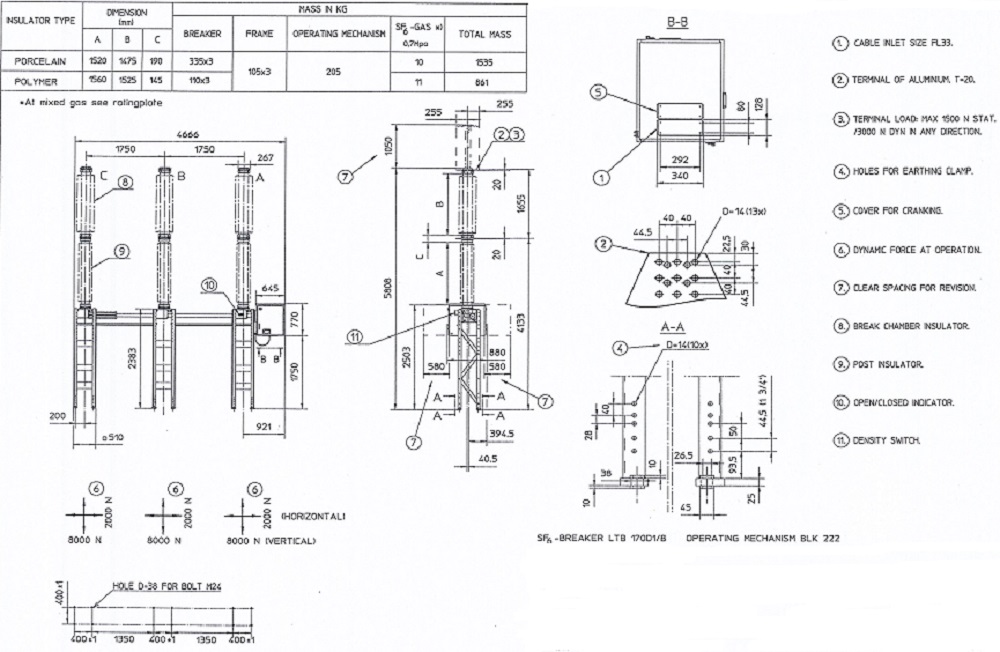 INSULATOR TYPE DIMENSION (mm) MASS IN KG
A B C BREAKER FRAME OPERATING MECHANISM SF6-GAS x) 0,7Mpa TOTAL MASS
PORCELAIN 1520 1475 190 335x3 105x3 205 10 1535
POLYMER 1560 1525 145 110x3 11 861
*At mixed gas see ratingplate
4666
1750 1750
267
C B A
8
9
10
645
770
1750
2383
B B
200
510
921
6 6 6
2000 N 2000 N 2000 N (HORIZONTAL)
8000 N 8000 N 8000 N (VERTICAL)
HOLE D=38 FOR BOLT M24
400±1
400±1 1350 400±1 1350 400±1
255 255
1050
2 3
7
20
B
1655
C
20
A
5808
11
2503
4133
880
580 580
A A
A A
7 7
394.5
40.5
B-B
5
80
128
1
292
340
D=14(13x)
40 40
44.5
2
22.5
30
40
40
44.5
A-A
4 D=14(10x)
40
28
44,5 (1 3/4")
50
93.5
26.5
38
10
10
45
25
SF6-BREAKER LTB 170D1/B OPERATING MECHANISM BLK 222
1. CABLE INLET SIZE FL33.
2. TERMINAL OF ALUMINIUM. T=20.
3. TERMINAL LOAD: MAX 1500 N STAT.
/3000 N DYN IN ANY DIRECTION.
4. HOLES FOR EARTHING CLAMP.
5. COVER FOR CRANKING.
6. DYNAMIC FORCE AT OPERATION.
7. CLEAR SPACING FOR REVISION.
8. BREAK CHAMBER INSULATOR.
9. POST INSULATOR.
10. OPEN/CLOSED INDICATOR.
11. DENSITY SWITCH.